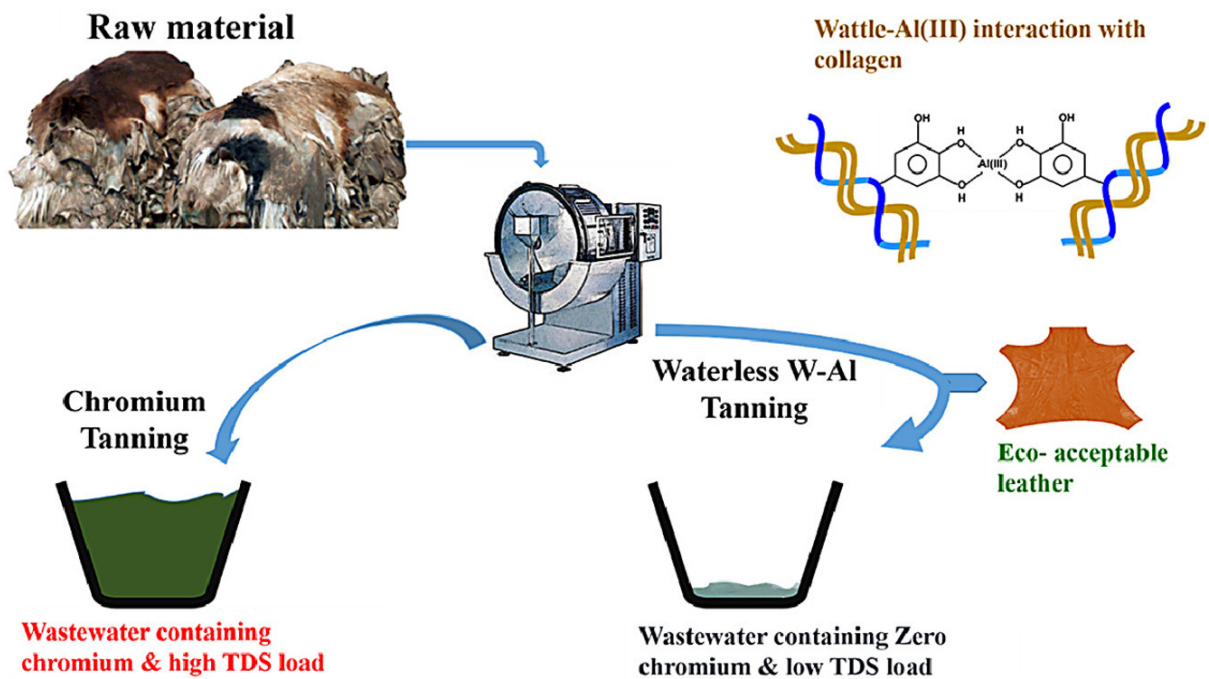 Raw material
Wattle-Al(III) interaction with
collagen
OH
OH
H
H
O
O
Al(III)
O
O
H
H
Waterless W-Al
Tanning
Chromium
Tanning
Eco- acceptable
leather
Wastewater containing
chromium & high TDS load
Wastewater containing Zero
chromium & low TDS load